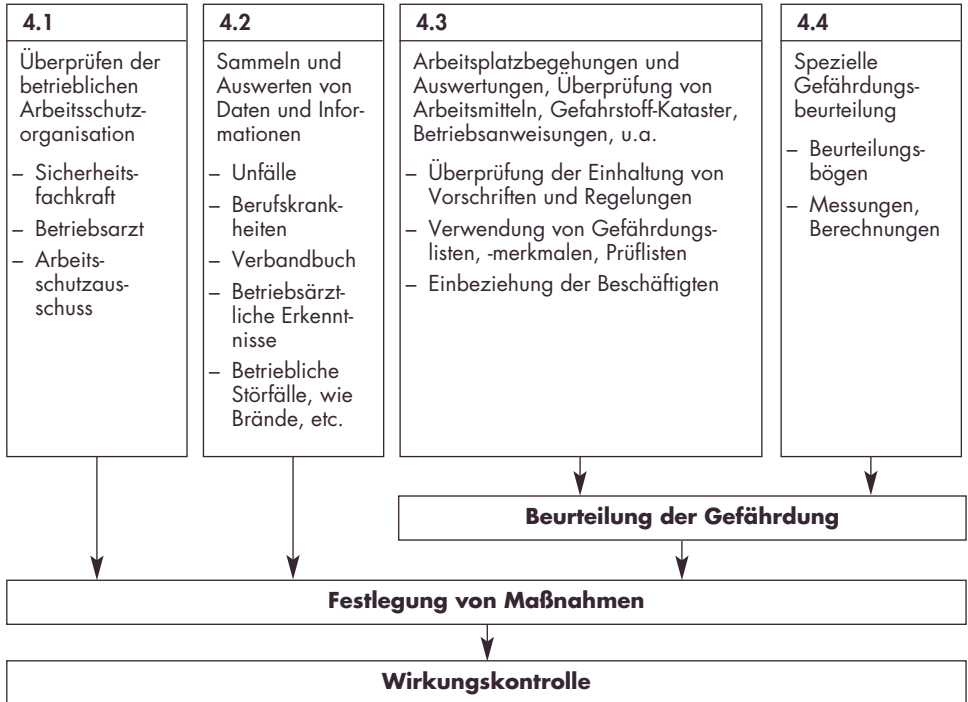 4.1
Überprüfen der
betrieblichen
Arbeitsschutz-
organisation
– Sicherheits-
fachkraft
– Betriebsarzt
– Arbeits-
schutzaus-
schuss
4.2
Sammeln und
Auswerten von
Daten und Infor-
mationen
– Unfälle
– Berufskrank-
heiten
– Verbandbuch
– Betriebsärzt-
liche Erkennt-
nisse
– Betriebliche
Störfälle, wie
Brände, etc.
4.3
Arbeitsplatzbegehungen und
Auswertungen, Überprüfung von
Arbeitsmitteln, Gefahrstoff-Kataster,
Betriebsanweisungen, u.a.
– Überprüfung der Einhaltung von
Vorschriften und Regelungen
– Verwendung von Gefährdungs-
listen, -merkmalen, Prüflisten
– Einbeziehung der Beschäftigten
4.4
Spezielle
Gefährdungs-
beurteilung
– Beurteilungs-
bögen
– Messungen,
Berechnungen
Beurteilung der Gefährdung
Festlegung von Maßnahmen
Wirkungskontrolle